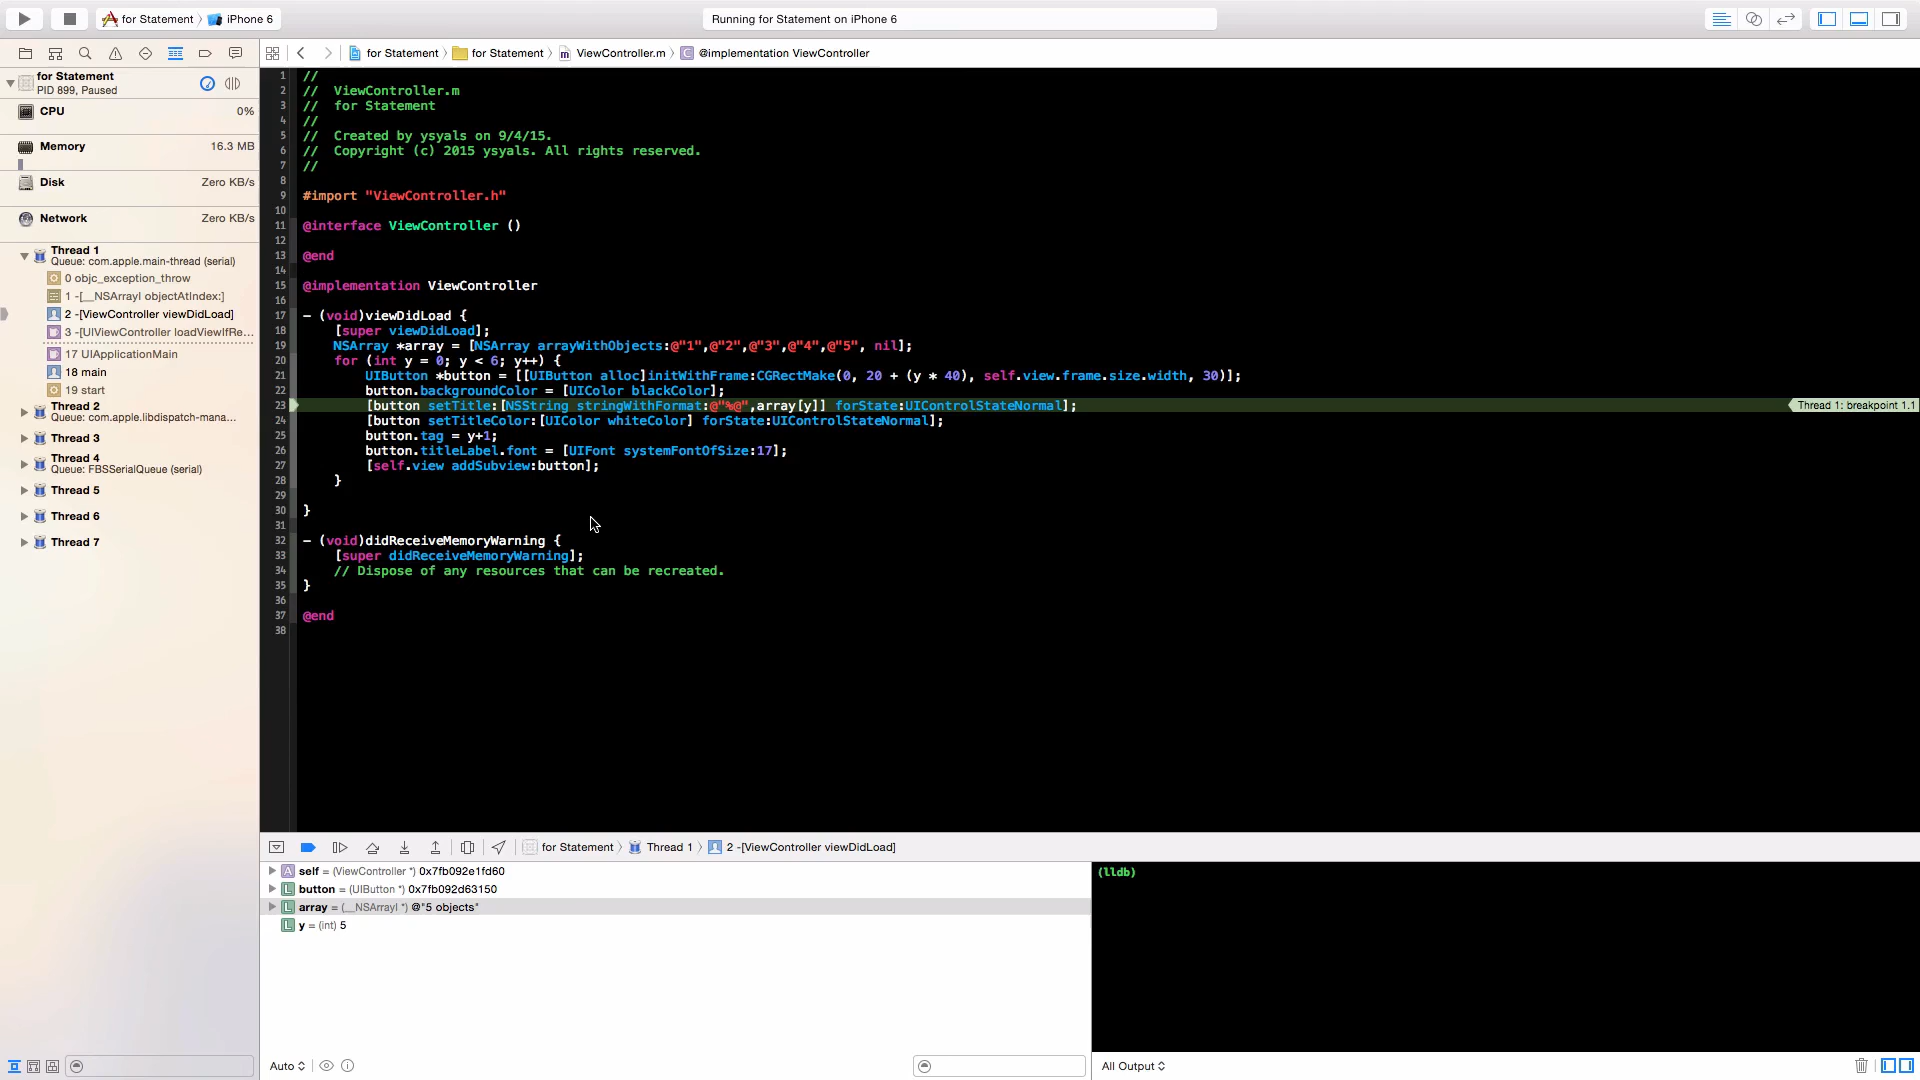 for Statement 〉 iPhone 6
Running for Statement on iPhone 6
for Statement 〉 for Statement 〉 ViewController.m 〉 @implementation ViewController
for Statement
PID 899, Paused
CPU 0%
Memory 16.3 MB
Disk Zero KB/s
Network Zero KB/s
Thread 1
Queue: com.apple.main-thread (serial)
0 objc_exception_throw
1 -[__NSArrayI objectAtIndex:]
2 -[ViewController viewDidLoad]
3 -[UIViewController loadViewIfRe...
17 UIApplicationMain
18 main
19 start
Thread 2
Queue: com.apple.libdispatch-mana...
Thread 3
Thread 4
Queue: FBSSerialQueue (serial)
Thread 5
Thread 6
Thread 7
1 //
2 //  ViewController.m
3 //  for Statement
4 //
5 //  Created by ysyals on 9/4/15.
6 //  Copyright (c) 2015 ysyals. All rights reserved.
7 //
8
9 #import "ViewController.h"
10
11 @interface ViewController ()
12
13 @end
14
15 @implementation ViewController
16
17 - (void)viewDidLoad {
18     [super viewDidLoad];
19     NSArray *array = [NSArray arrayWithObjects:@"1",@"2",@"3",@"4",@"5", nil];
20     for (int y = 0; y < 6; y++) {
21         UIButton *button = [[UIButton alloc]initWithFrame:CGRectMake(0, 20 + (y * 40), self.view.frame.size.width, 30)];
22         button.backgroundColor = [UIColor blackColor];
23         [button setTitle:[NSString stringWithFormat:@"%@",array[y]] forState:UIControlStateNormal]; Thread 1: breakpoint 1.1
24         [button setTitleColor:[UIColor whiteColor] forState:UIControlStateNormal];
25         button.tag = y+1;
26         button.titleLabel.font = [UIFont systemFontOfSize:17];
27         [self.view addSubview:button];
28     }
29
30 }
31
32 - (void)didReceiveMemoryWarning {
33     [super didReceiveMemoryWarning];
34     // Dispose of any resources that can be recreated.
35 }
36
37 @end
38
for Statement 〉 Thread 1 〉 2 -[ViewController viewDidLoad]
A self = (ViewController *) 0x7fb092e1fd60
L button = (UIButton *) 0x7fb092d63150
L array = (__NSArrayI *) @"5 objects"
L y = (int) 5
(lldb)
Auto
All Output